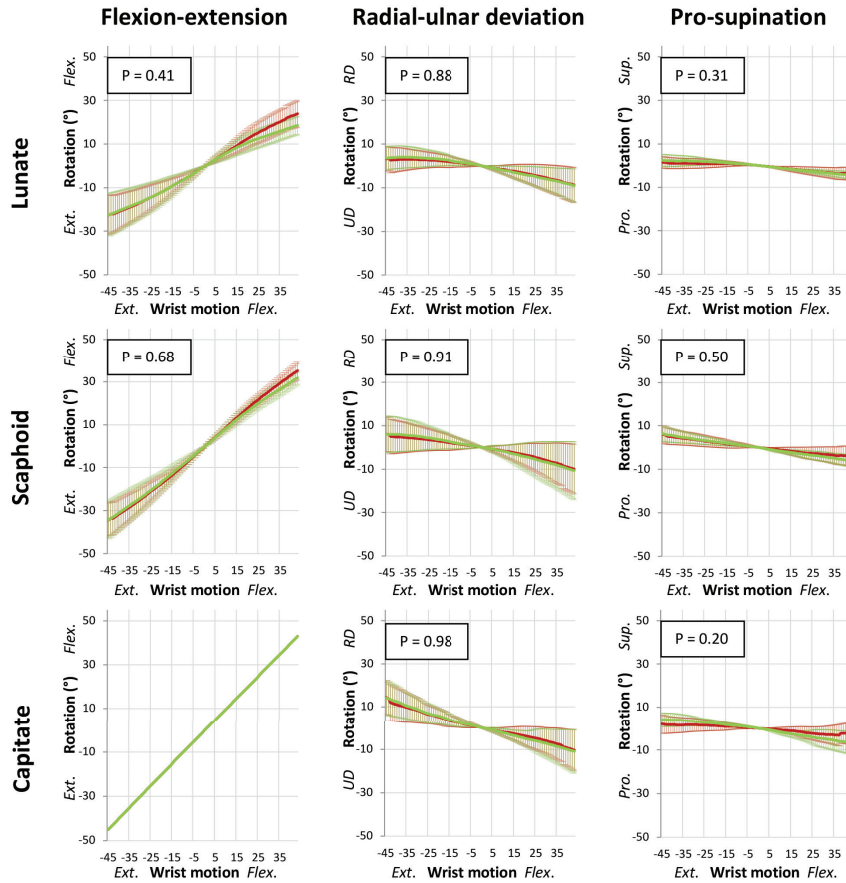 Flexion-extension Radial-ulnar deviation Pro-supination
Lunate
P = 0.41
50
30
10
-10
-30
-50
Flex.
Rotation (°)
Ext.
-45 -35 -25 -15 -5 5 15 25 35
Ext. Wrist motion Flex.
P = 0.88
50
30
10
-10
-30
-50
RD
Rotation (°)
UD
-45 -35 -25 -15 -5 5 15 25 35
Ext. Wrist motion Flex.
P = 0.31
50
30
10
-10
-30
-50
Sup.
Rotation (°)
Pro.
-45 -35 -25 -15 -5 5 15 25 35
Ext. Wrist motion Flex.
Scaphoid
P = 0.68
50
30
10
-10
-30
-50
Flex.
Rotation (°)
Ext.
-45 -35 -25 -15 -5 5 15 25 35
Ext. Wrist motion Flex.
P = 0.91
50
30
10
-10
-30
-50
RD
Rotation (°)
UD
-45 -35 -25 -15 -5 5 15 25 35
Ext. Wrist motion Flex.
P = 0.50
50
30
10
-10
-30
-50
Sup.
Rotation (°)
Pro.
-45 -35 -25 -15 -5 5 15 25 35
Ext. Wrist motion Flex.
Capitate
50
30
10
-10
-30
-50
Flex.
Rotation (°)
Ext.
-45 -35 -25 -15 -5 5 15 25 35
Ext. Wrist motion Flex.
P = 0.98
50
30
10
-10
-30
-50
RD
Rotation (°)
UD
-45 -35 -25 -15 -5 5 15 25 35
Ext. Wrist motion Flex.
P = 0.20
50
30
10
-10
-30
-50
Sup.
Rotation (°)
Pro.
-45 -35 -25 -15 -5 5 15 25 35
Ext. Wrist motion Flex.